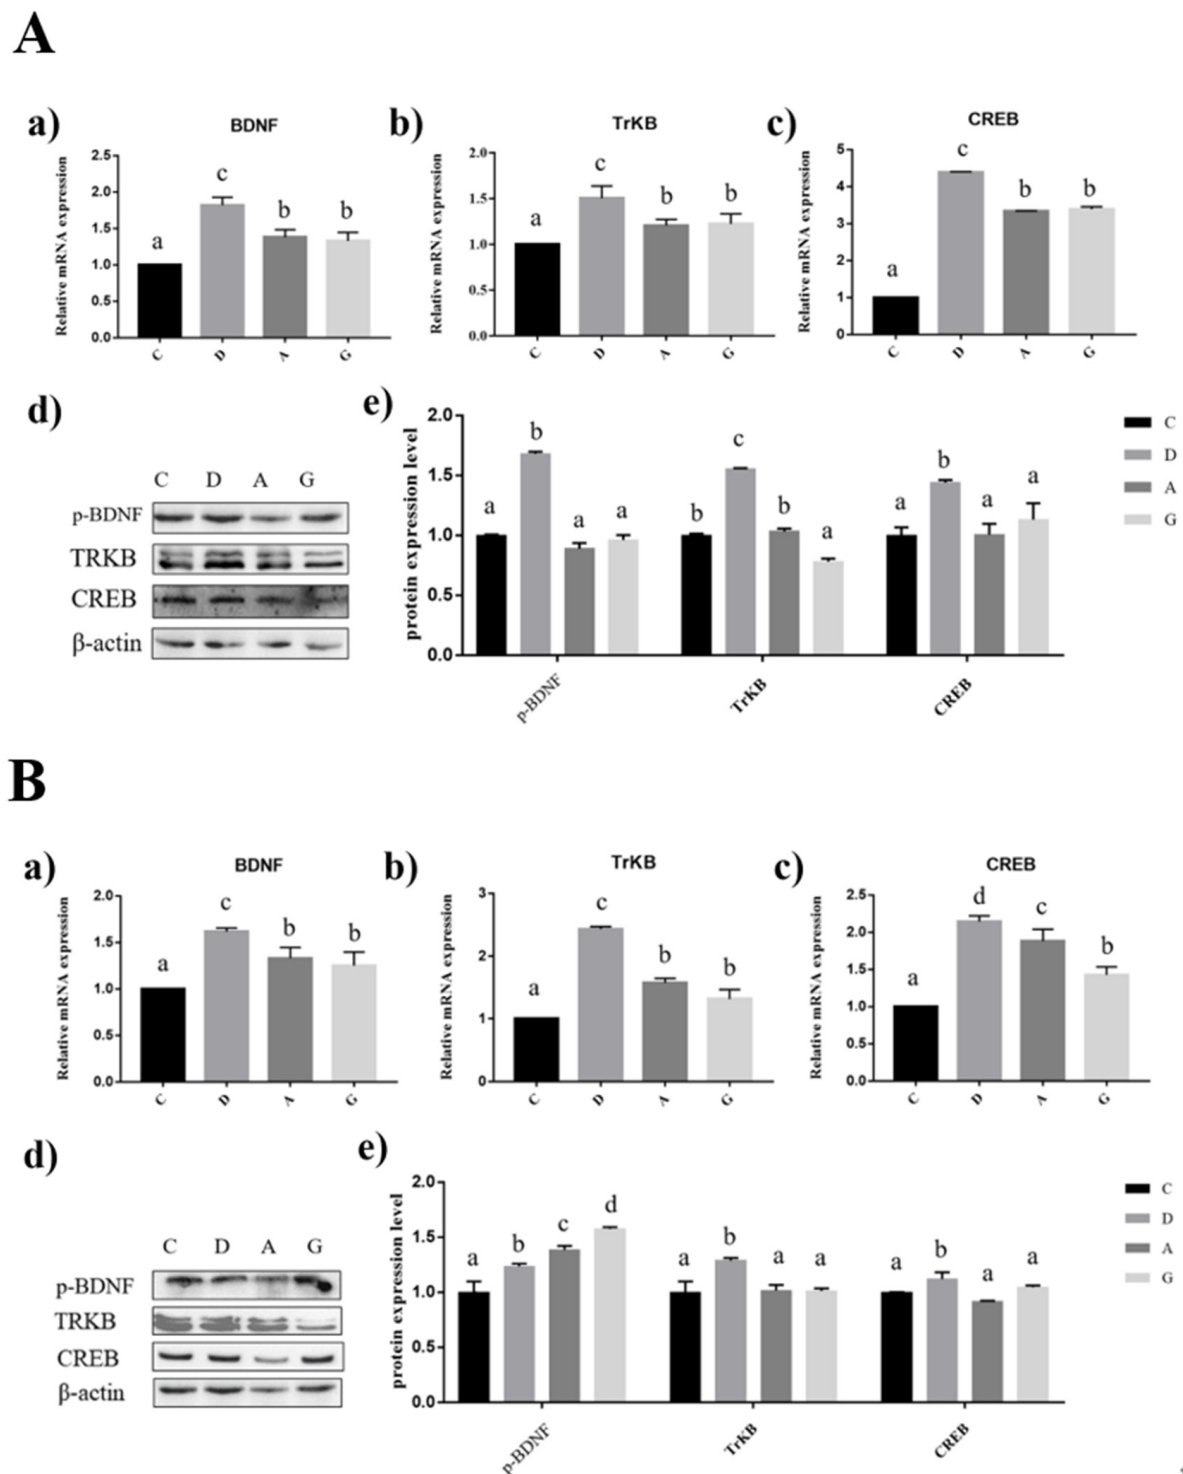 A
a)
BDNF
Relative mRNA expression
2.5
2.0
1.5
1.0
0.5
0.0
a
c
b
b
C
D
A
G
b)
TrKB
Relative mRNA expression
2.0
1.5
1.0
0.5
0.0
a
c
b
b
C
D
A
G
c)
CREB
Relative mRNA expression
5
4
3
2
1
0
a
c
b
b
C
D
A
G
d)
C D A G
p-BDNF
TRKB
CREB
β-actin
e)
protein expression level
2.0
1.5
1.0
0.5
0.0
a b a a
b c b a
a b a a
p-BDNF
TrKB
CREB
C
D
A
G
B
a)
BDNF
Relative mRNA expression
2.0
1.5
1.0
0.5
0.0
a
c
b
b
C
D
A
G
b)
TrKB
Relative mRNA expression
3
2
1
0
a
c
b
b
C
D
A
G
c)
CREB
Relative mRNA expression
2.5
2.0
1.5
1.0
0.5
0.0
a
d
c
b
C
D
A
G
d)
C D A G
p-BDNF
TRKB
CREB
β-actin
e)
protein expression level
2.0
1.5
1.0
0.5
0.0
a b c d
a b a a
a b a a
p-BDNF
TrKB
CREB
C
D
A
G